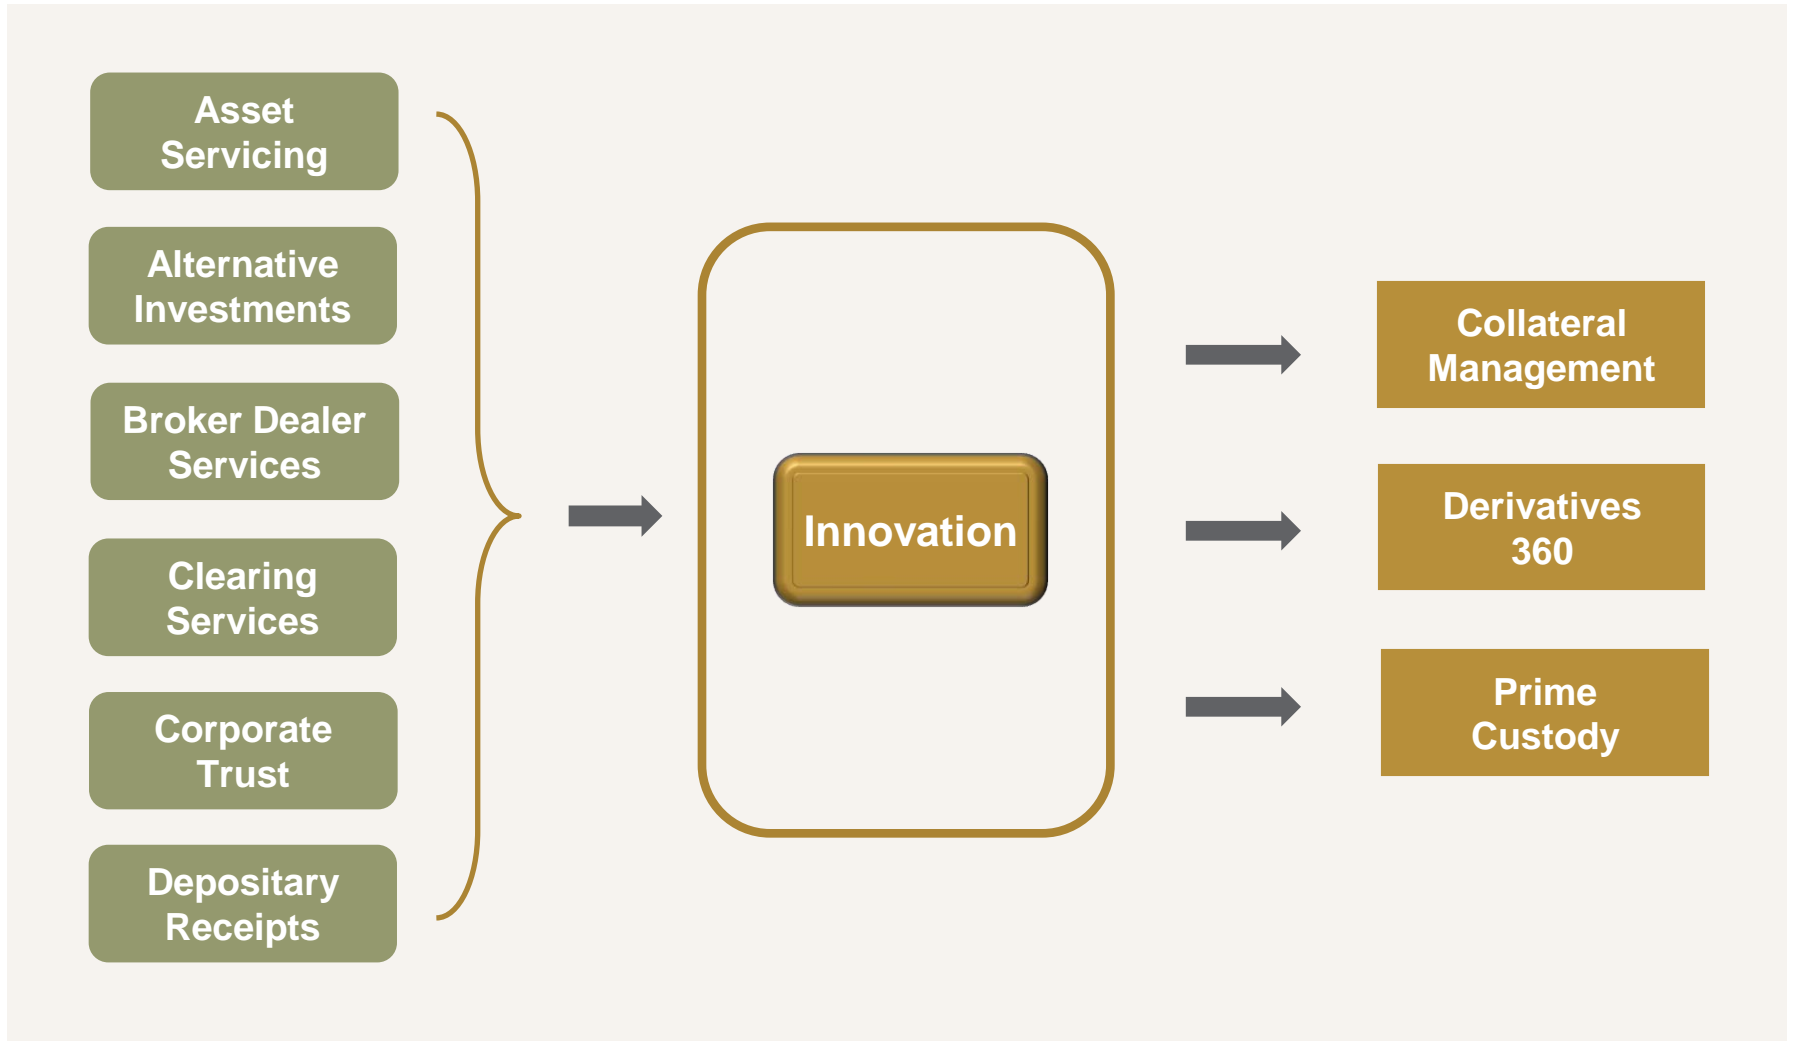 Asset
Servicing
Alternative
Investments
Broker Dealer
Services
Clearing
Services
Corporate
Trust
Depositary
Receipts
Innovation
Collateral
Management
Derivatives
360
Prime
Custody